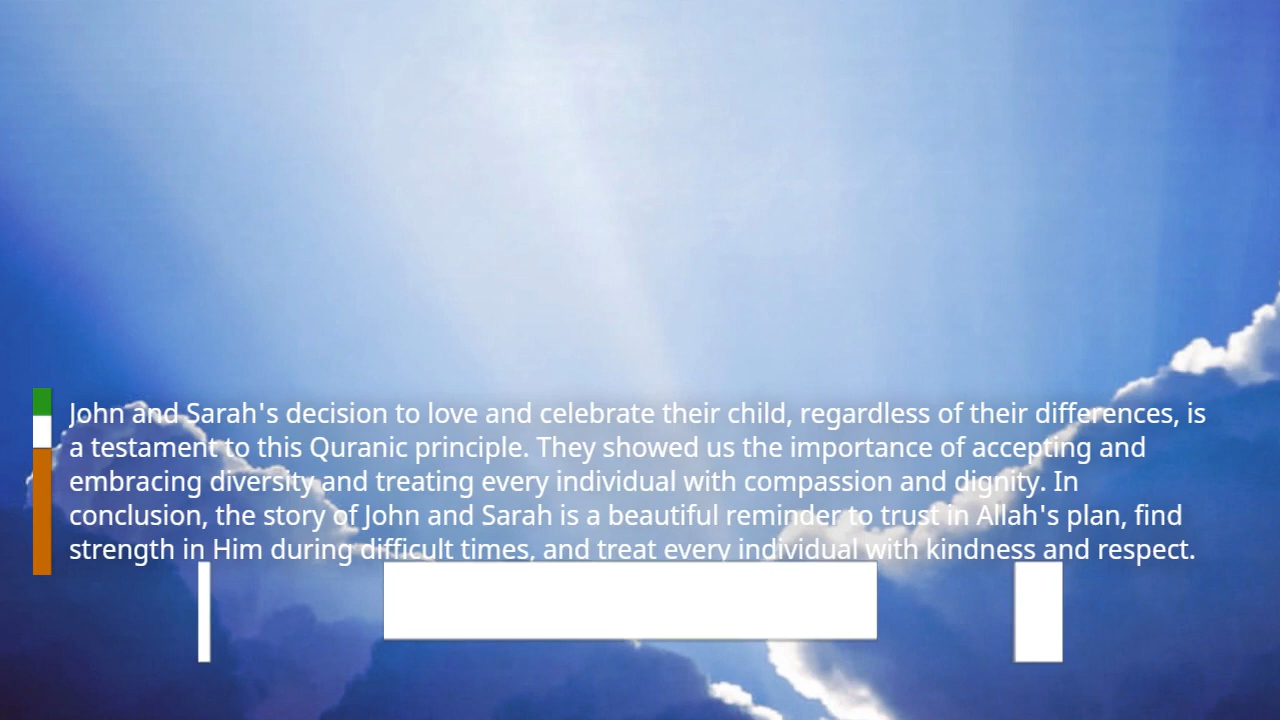 John and Sarah's decision to love and celebrate their child, regardless of their differences, is
a testament to this Quranic principle. They showed us the importance of accepting and
embracing diversity and treating every individual with compassion and dignity. In
conclusion, the story of John and Sarah is a beautiful reminder to trust in Allah's plan, find
strength in Him during difficult times, and treat every individual with kindness and respect.